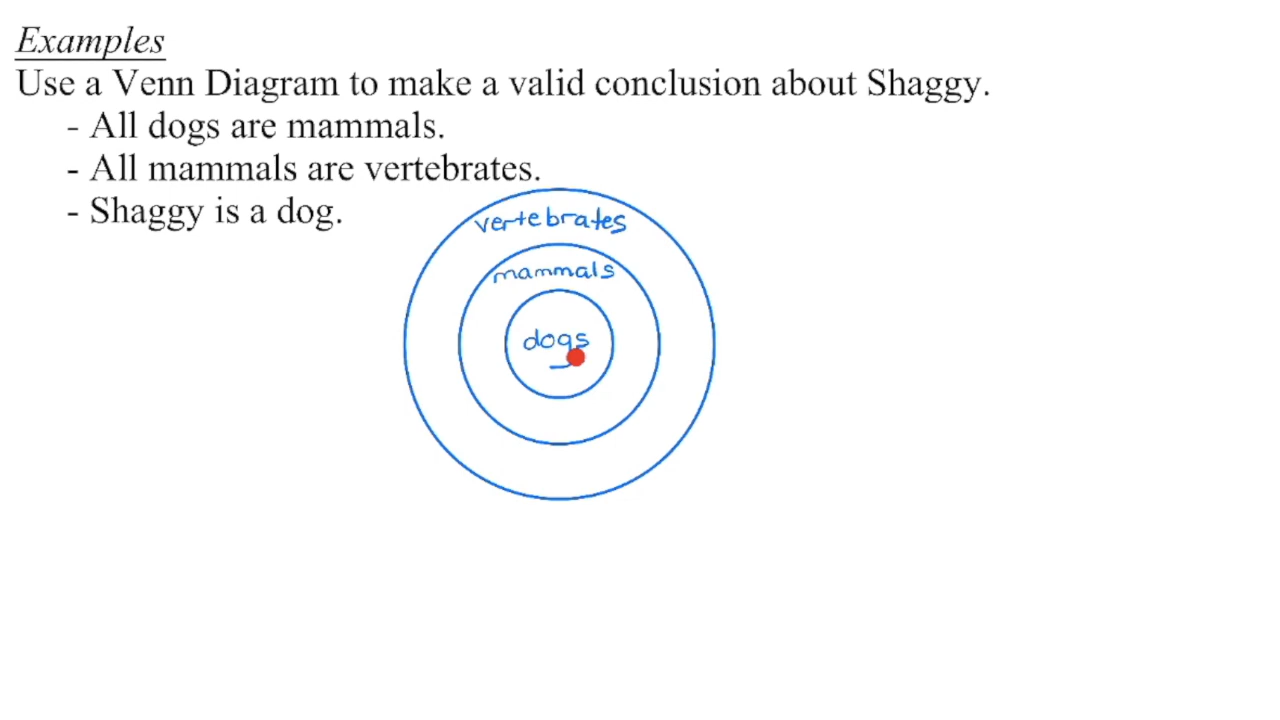 Examples
Use a Venn Diagram to make a valid conclusion about Shaggy.
- All dogs are mammals.
- All mammals are vertebrates.
- Shaggy is a dog.
vertebrates
mammals
dogs